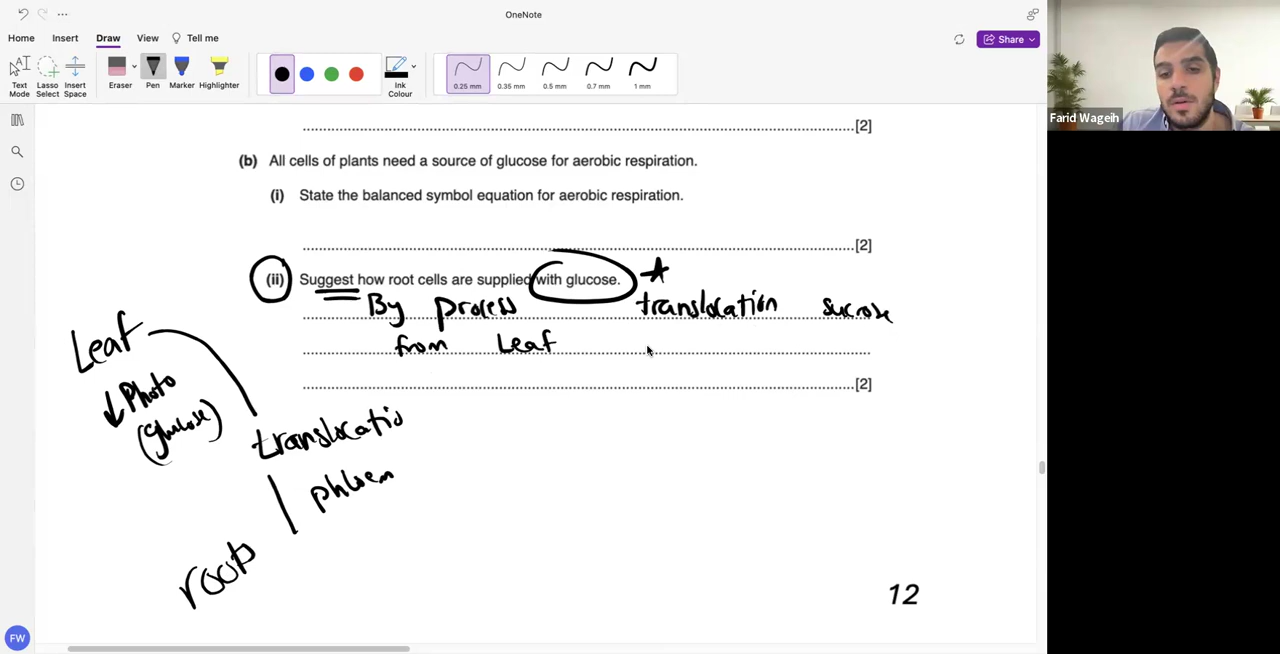 OneNote
Home Insert Draw View Tell me
Share
Text Mode
Lasso Select
Insert Space
Eraser
Pen
Marker
Highlighter
Ink Colour
0.25 mm
0.35 mm
0.5 mm
0.7 mm
1 mm
Farid Wageih
[2]
(b) All cells of plants need a source of glucose for aerobic respiration.
(i) State the balanced symbol equation for aerobic respiration.
[2]
(ii) Suggest how root cells are supplied with glucose.
By process translocation sucrose
from Leaf
[2]
Leaf
Photo
(glucose)
translocatio
phloem
roots
12
FW